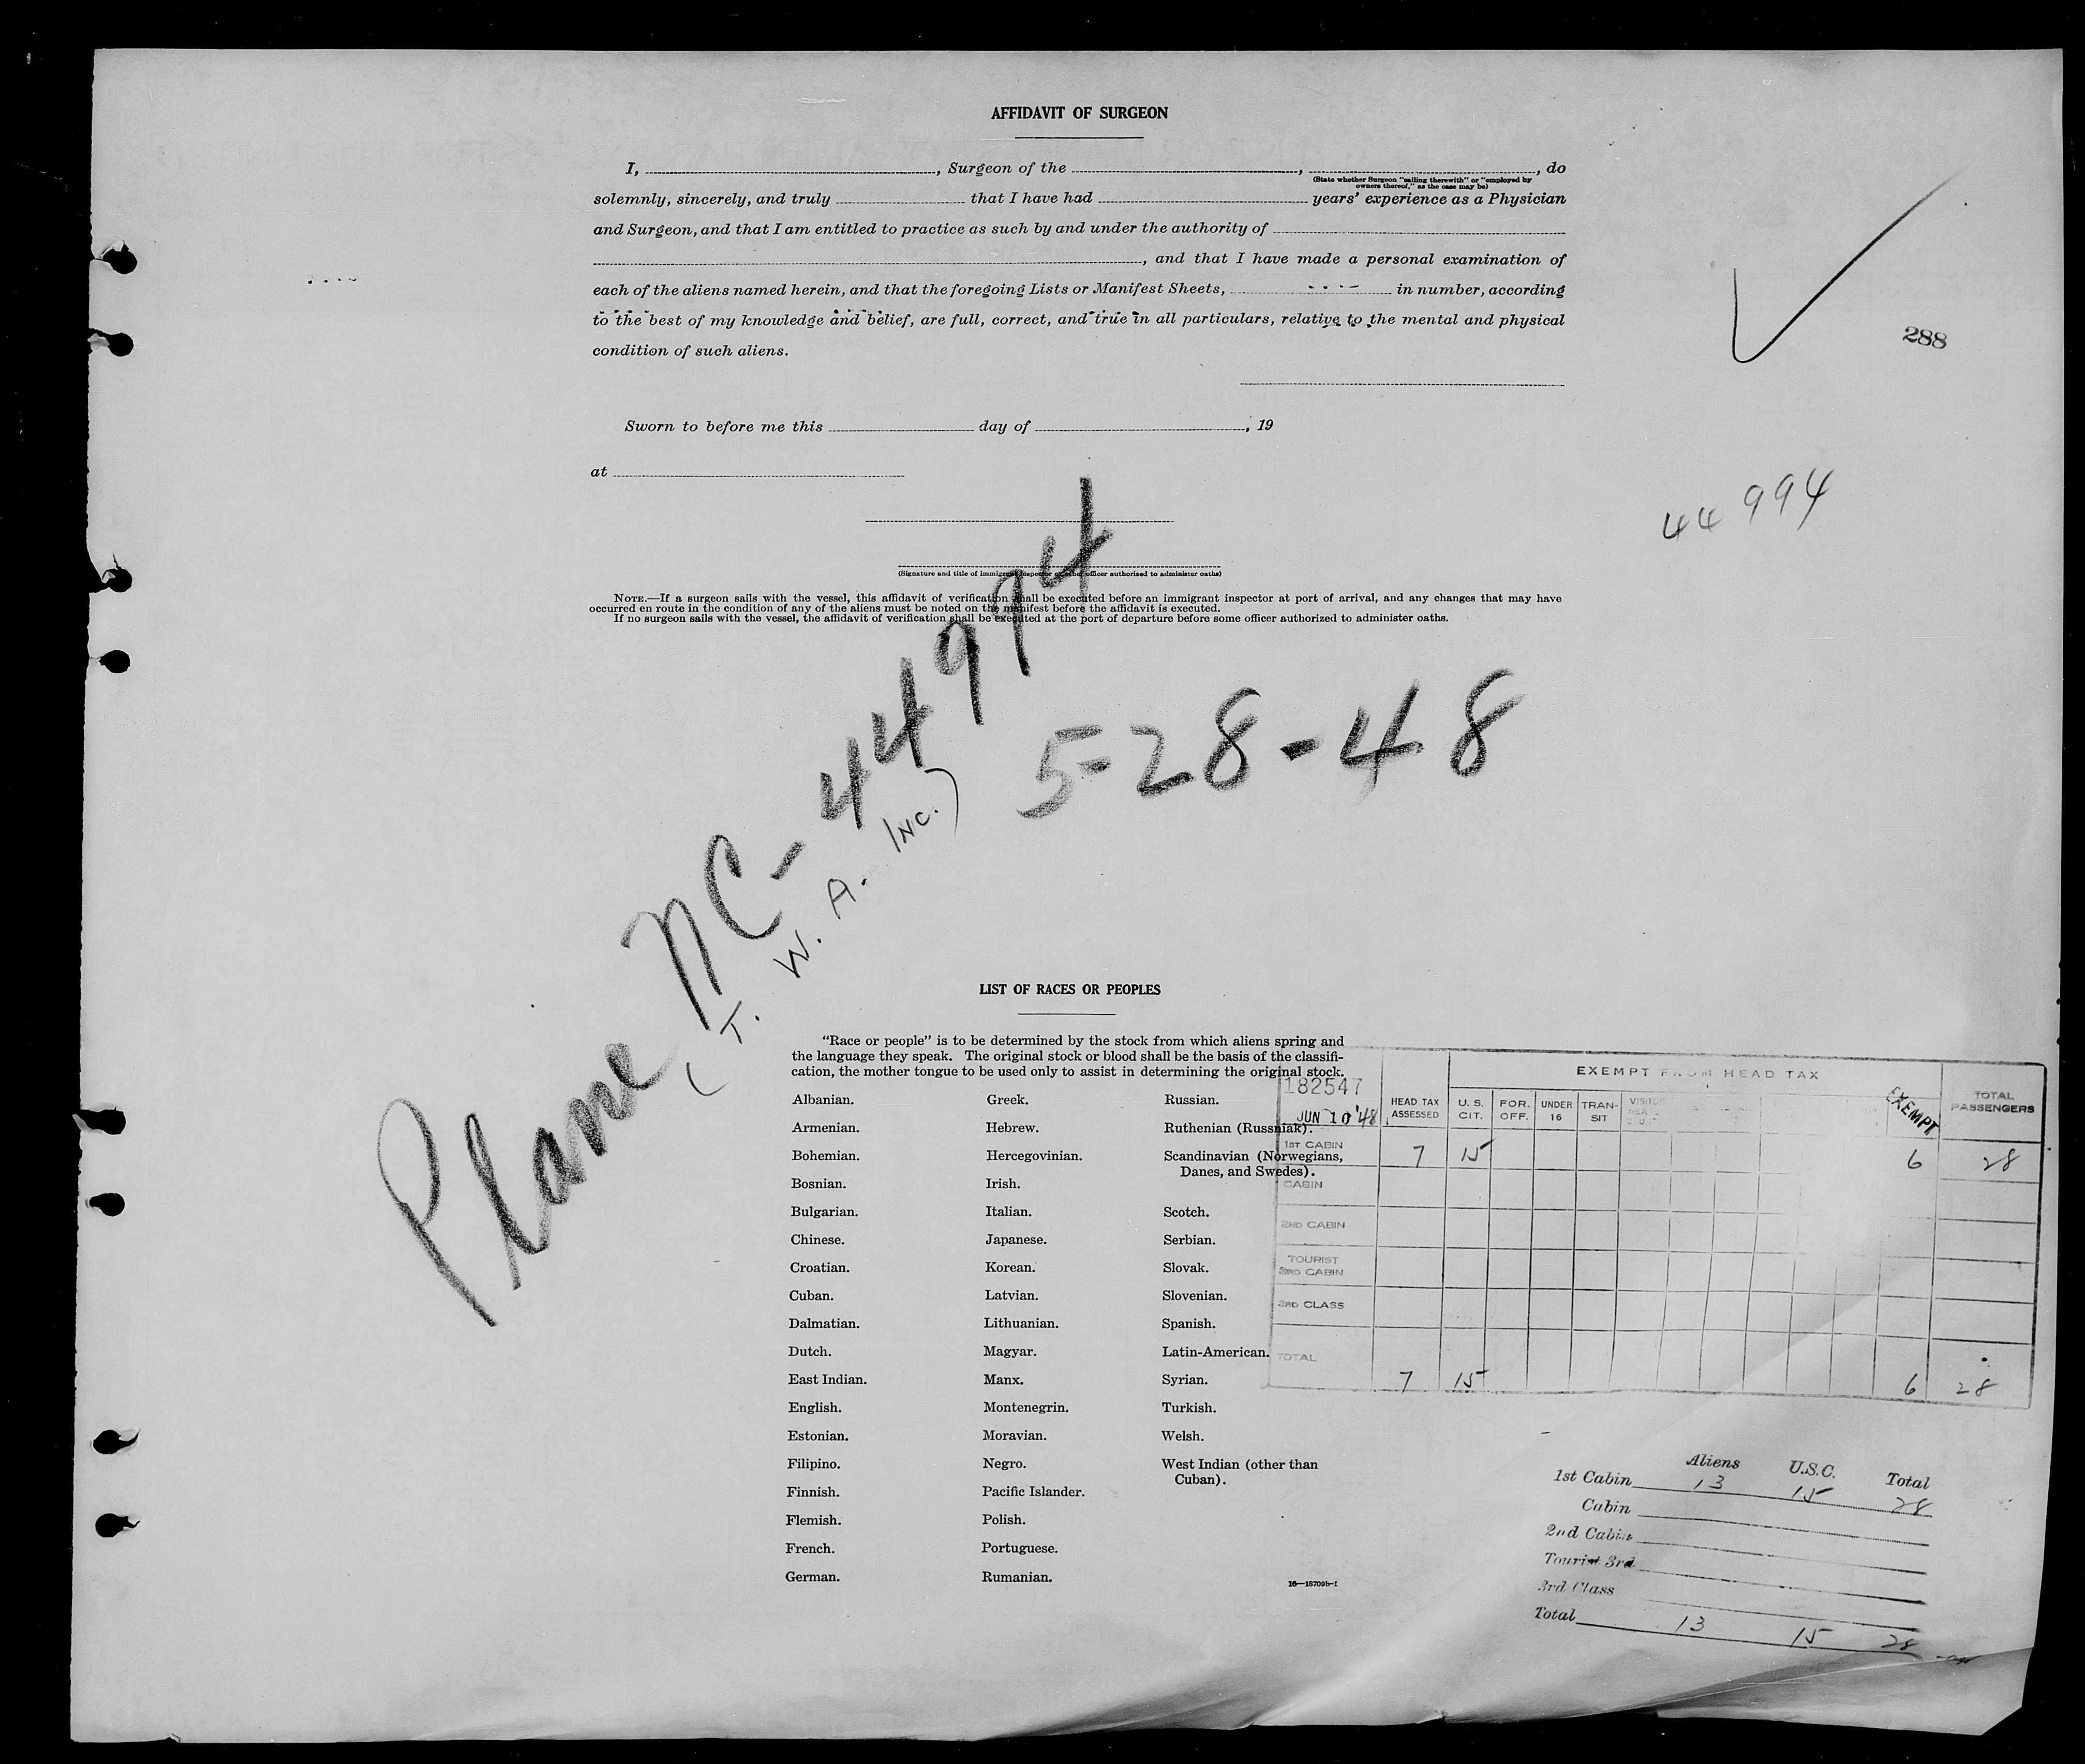 AFFIDAVIT OF SURGEON
I, , Surgeon of the , , do
(State whether Surgeon "sailing therewith" or "employed by
owners thereof," as the case may be)
solemnly, sincerely, and truly that I have had years' experience as a Physician
and Surgeon, and that I am entitled to practice as such by and under the authority of
, and that I have made a personal examination of
each of the aliens named herein, and that the foregoing Lists or Manifest Sheets, in number, according
to the best of my knowledge and belief, are full, correct, and true in all particulars, relative to the mental and physical
condition of such aliens.
288
Sworn to before me this day of , 19
at
44994
(Signature and title of immigrant inspector or other officer authorized to administer oaths)
NOTE.—If a surgeon sails with the vessel, this affidavit of verification shall be executed before an immigrant inspector at port of arrival, and any changes that may have
occurred en route in the condition of any of the aliens must be noted on the manifest before the affidavit is executed.
If no surgeon sails with the vessel, the affidavit of verification shall be executed at the port of departure before some officer authorized to administer oaths.
Plane NC-44994
(T. W. A. INC.)
5-28-48
LIST OF RACES OR PEOPLES
"Race or people" is to be determined by the stock from which aliens spring and
the language they speak. The original stock or blood shall be the basis of the classifi-
cation, the mother tongue to be used only to assist in determining the original stock.
Albanian.
Armenian.
Bohemian.
Bosnian.
Bulgarian.
Chinese.
Croatian.
Cuban.
Dalmatian.
Dutch.
East Indian.
English.
Estonian.
Filipino.
Finnish.
Flemish.
French.
German.
Greek.
Hebrew.
Hercegovinian.
Irish.
Italian.
Japanese.
Korean.
Latvian.
Lithuanian.
Magyar.
Manx.
Montenegrin.
Moravian.
Negro.
Pacific Islander.
Polish.
Portuguese.
Rumanian.
Russian.
Ruthenian (Russniak).
Scandinavian (Norwegians,
Danes, and Swedes).
Scotch.
Serbian.
Slovak.
Slovenian.
Spanish.
Latin-American.
Syrian.
Turkish.
Welsh.
West Indian (other than
Cuban).
16—18709b-1
182547
JUN 10 '48
EXEMPT FROM HEAD TAX
HEAD TAX ASSESSED U. S. CIT. FOR. OFF. UNDER 16 TRAN- SIT EXEMPT TOTAL PASSENGERS
1ST CABIN 7 15 6 28
CABIN
2ND CABIN
TOURIST
3RD CABIN
3RD CLASS
TOTAL 7 15 6 28
Aliens U.S.C. Total
1st Cabin 13 15 28
Cabin
2nd Cabin
Tourist 3rd
3rd Class
Total 13 15 28